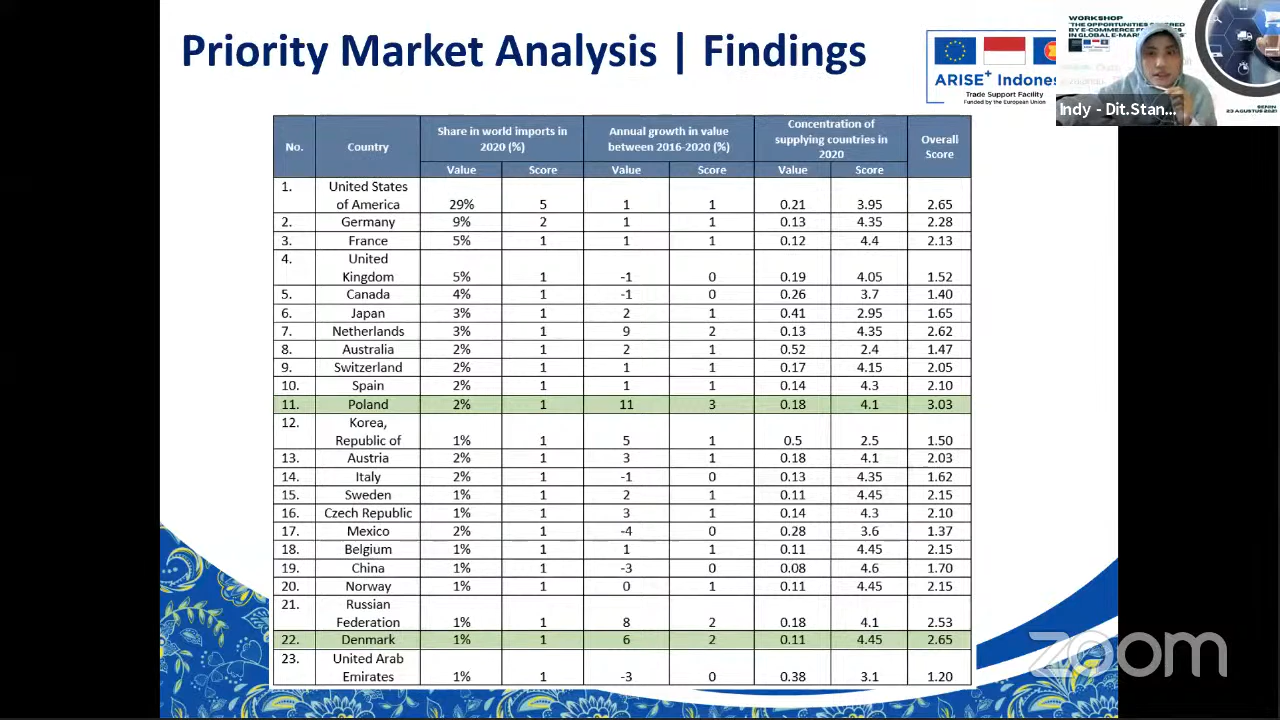 Priority Market Analysis | Findings
ARISE+ Indones
Trade Support Facility
Funded by the European Union
WORKSHOP
BY E-COMMERCE
IN GLOBAL E-MAR
SENIN
23 AGUSTUS 2021
Indy - Dit.Stan...
No. Country Share in world imports in 2020 (%) Annual growth in value between 2016-2020 (%) Concentration of supplying countries in 2020 Overall Score
Value Score Value Score Value Score
1. United States of America 29% 5 1 1 0.21 3.95 2.65
2. Germany 9% 2 1 1 0.13 4.35 2.28
3. France 5% 1 1 1 0.12 4.4 2.13
4. United Kingdom 5% 1 -1 0 0.19 4.05 1.52
5. Canada 4% 1 -1 0 0.26 3.7 1.40
6. Japan 3% 1 2 1 0.41 2.95 1.65
7. Netherlands 3% 1 9 2 0.13 4.35 2.62
8. Australia 2% 1 2 1 0.52 2.4 1.47
9. Switzerland 2% 1 1 1 0.17 4.15 2.05
10. Spain 2% 1 1 1 0.14 4.3 2.10
11. Poland 2% 1 11 3 0.18 4.1 3.03
12. Korea, Republic of 1% 1 5 1 0.5 2.5 1.50
13. Austria 2% 1 3 1 0.18 4.1 2.03
14. Italy 2% 1 -1 0 0.13 4.35 1.62
15. Sweden 1% 1 2 1 0.11 4.45 2.15
16. Czech Republic 1% 1 3 1 0.14 4.3 2.10
17. Mexico 2% 1 -4 0 0.28 3.6 1.37
18. Belgium 1% 1 1 1 0.11 4.45 2.15
19. China 1% 1 -3 0 0.08 4.6 1.70
20. Norway 1% 1 0 1 0.11 4.45 2.15
21. Russian Federation 1% 1 8 2 0.18 4.1 2.53
22. Denmark 1% 1 6 2 0.11 4.45 2.65
23. United Arab Emirates 1% 1 -3 0 0.38 3.1 1.20
zoom